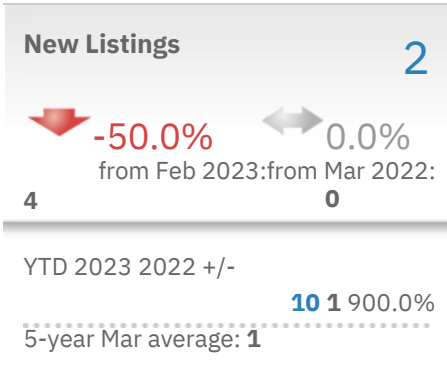 New Listings 2
-50.0% 0.0%
from Feb 2023:from Mar 2022:
4 0
YTD 2023 2022 +/-
10 1 900.0%
5-year Mar average: 1